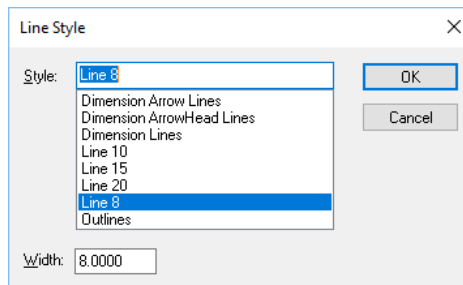 Line Style
Style: Line 8 OK
Dimension Arrow Lines
Dimension ArrowHead Lines
Dimension Lines
Line 10
Line 15
Line 20
Line 8
Outlines
Cancel
Width: 8.0000